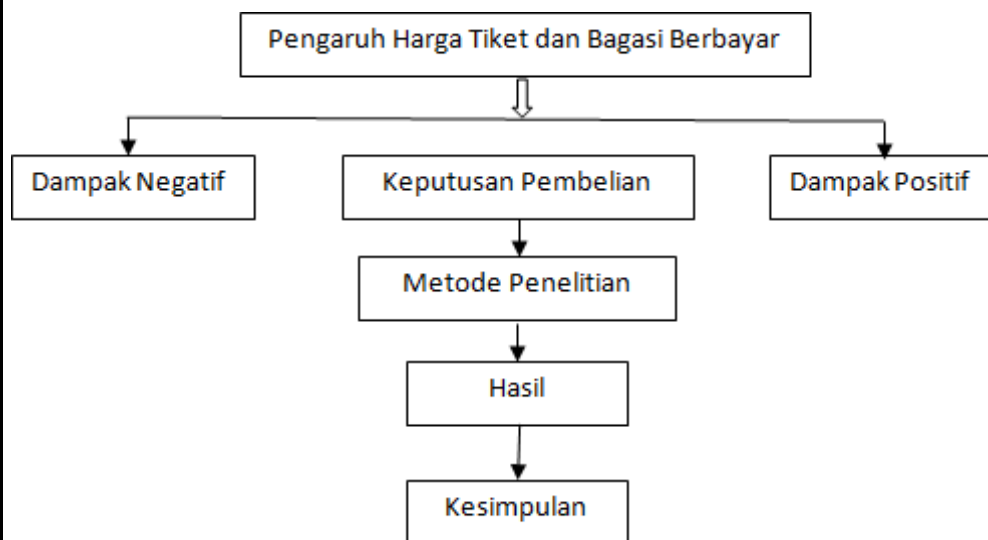 Pengaruh Harga Tiket dan Bagasi Berbayar
Dampak Negatif
Keputusan Pembelian
Dampak Positif
Metode Penelitian
Hasil
Kesimpulan